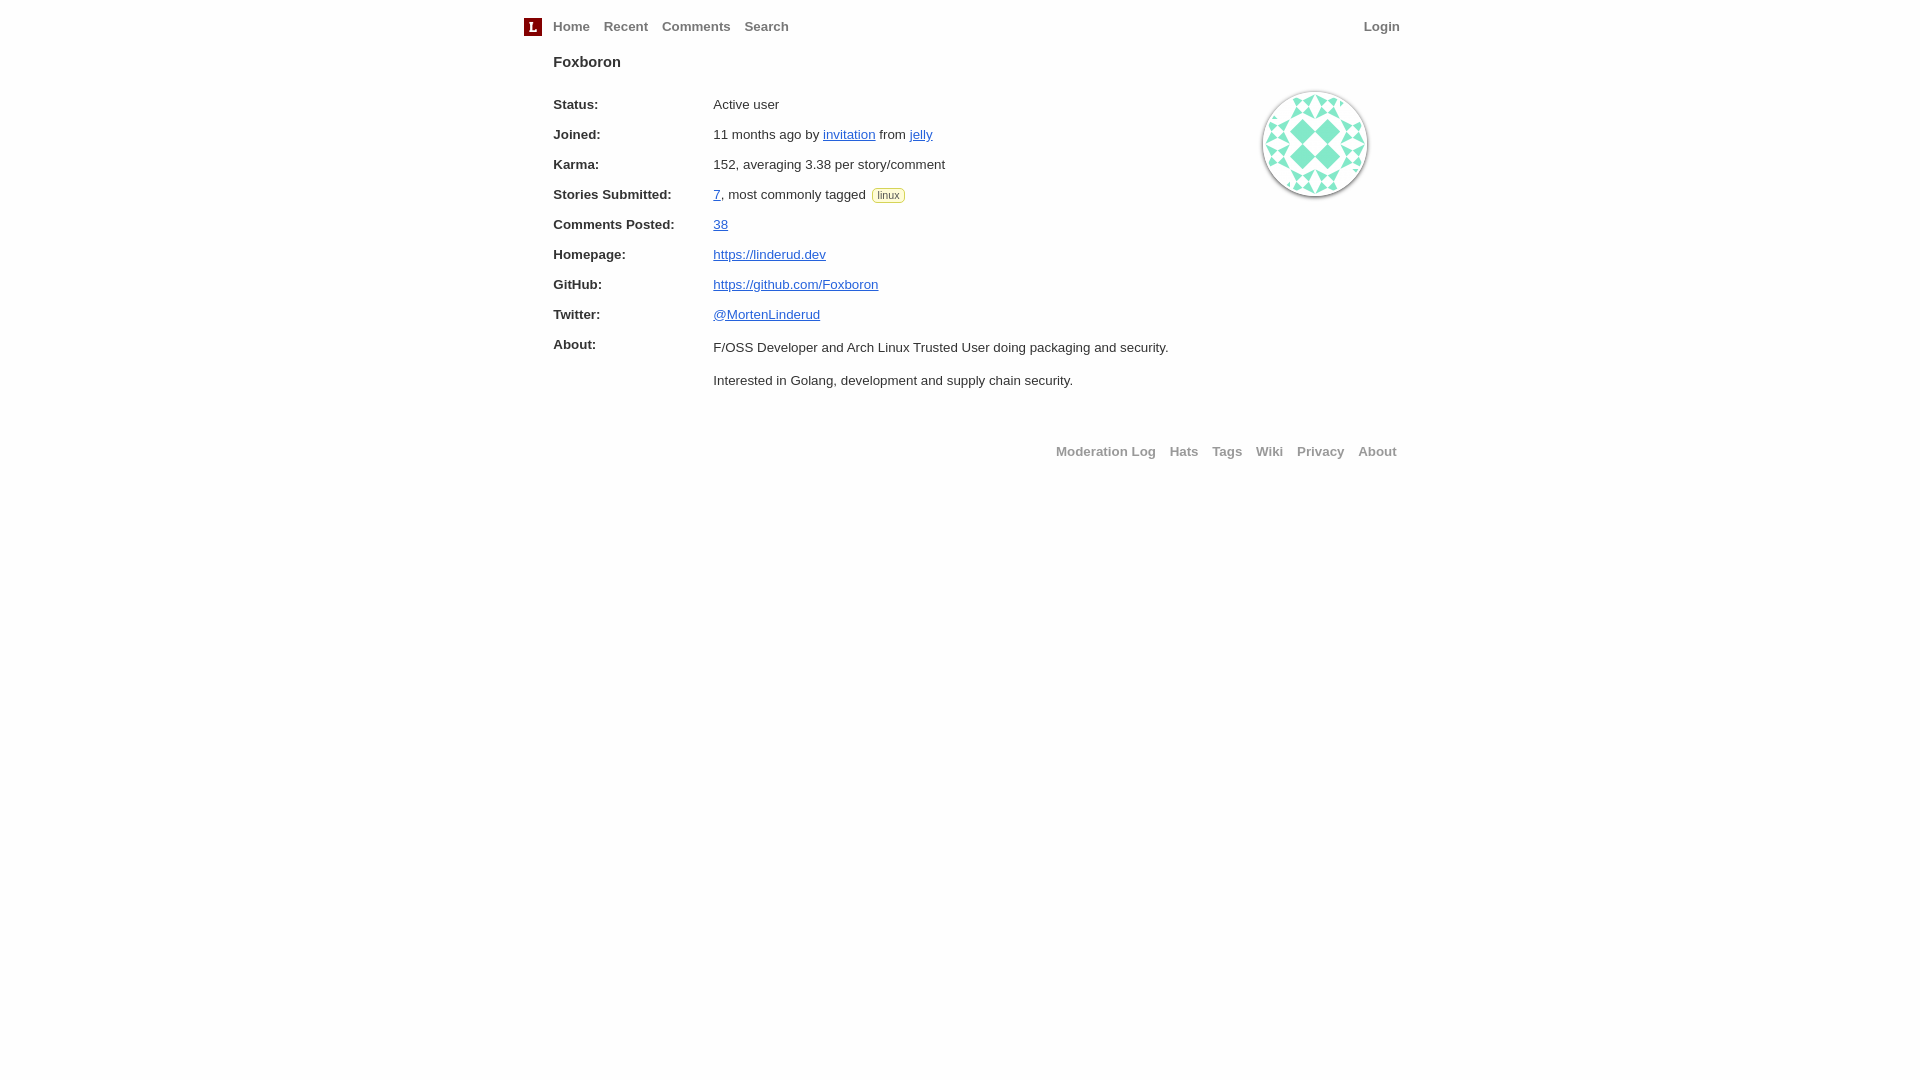 L Home Recent Comments Search Login
Foxboron
Status: Active user
Joined: 11 months ago by invitation from jelly
Karma: 152, averaging 3.38 per story/comment
Stories Submitted: 7, most commonly tagged linux
Comments Posted: 38
Homepage: https://linderud.dev
GitHub: https://github.com/Foxboron
Twitter: @MortenLinderud
About: F/OSS Developer and Arch Linux Trusted User doing packaging and security.
Interested in Golang, development and supply chain security.
Moderation Log Hats Tags Wiki Privacy About